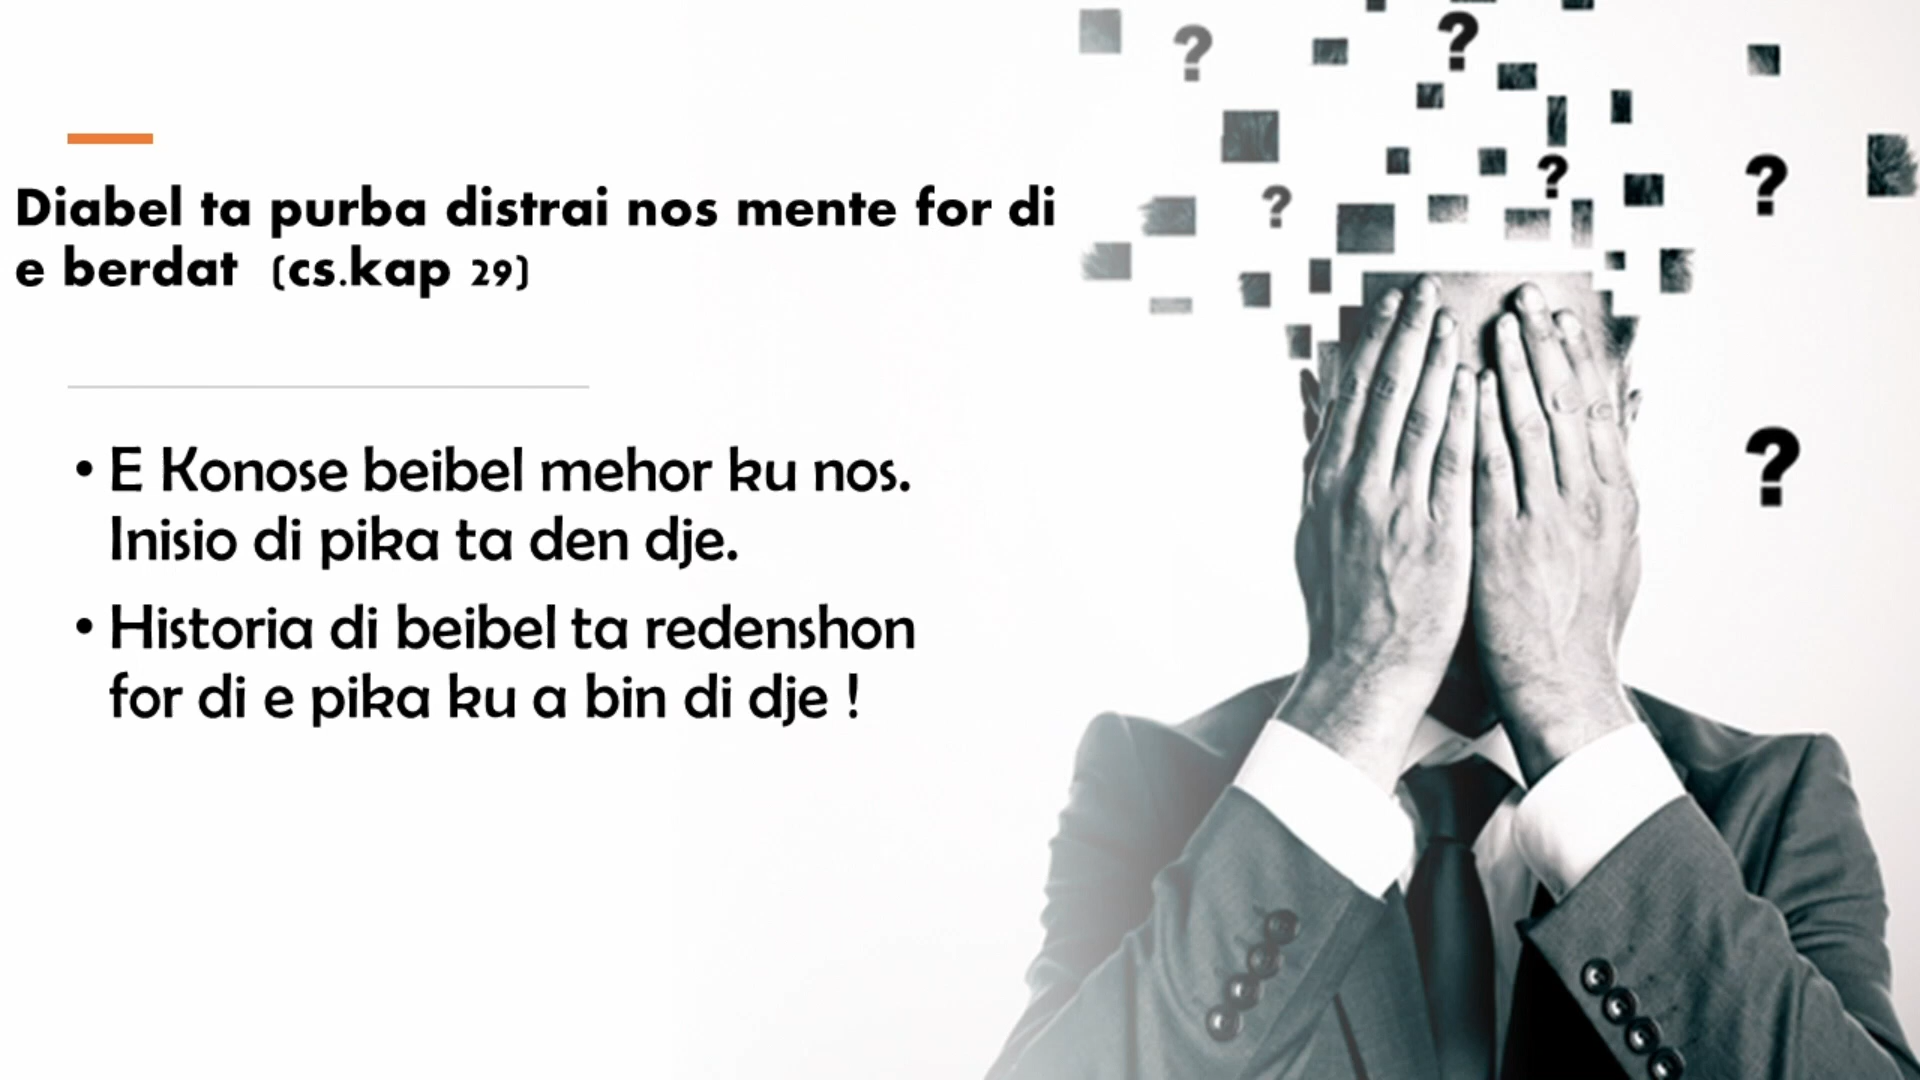 Diabel ta purba distrai nos mente for di
e berdat (cs.kap 29)
• E Konose beibel mehor ku nos.
Inisio di pika ta den dje.
• Historia di beibel ta redenshon
for di e pika ku a bin di dje !
? ? ? ? ? ?